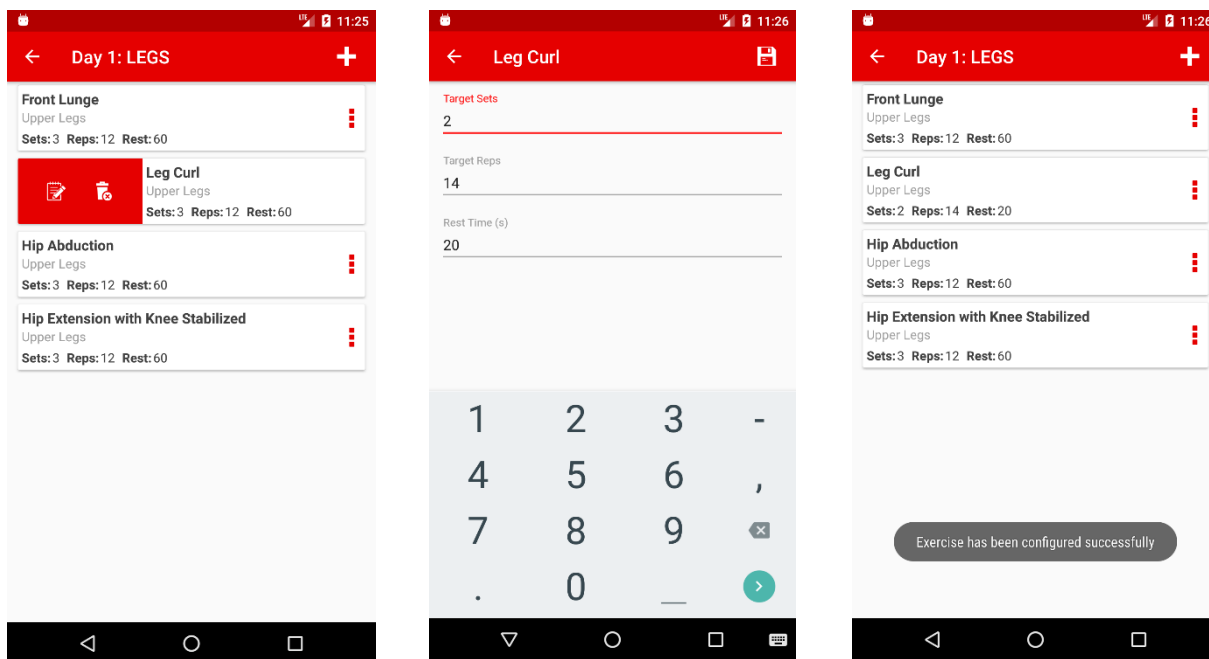 LTE 11:25
Day 1: LEGS
Front Lunge
Upper Legs
Sets:3 Reps:12 Rest:60
Leg Curl
Upper Legs
Sets:3 Reps:12 Rest:60
Hip Abduction
Upper Legs
Sets:3 Reps:12 Rest:60
Hip Extension with Knee Stabilized
Upper Legs
Sets:3 Reps:12 Rest:60
LTE 11:26
Leg Curl
Target Sets
2
Target Reps
14
Rest Time (s)
20
1 2 3 -
4 5 6 ,
7 8 9
. 0 _
LTE 11:26
Day 1: LEGS
Front Lunge
Upper Legs
Sets:3 Reps:12 Rest:60
Leg Curl
Upper Legs
Sets:2 Reps:14 Rest:20
Hip Abduction
Upper Legs
Sets:3 Reps:12 Rest:60
Hip Extension with Knee Stabilized
Upper Legs
Sets:3 Reps:12 Rest:60
Exercise has been configured successfully